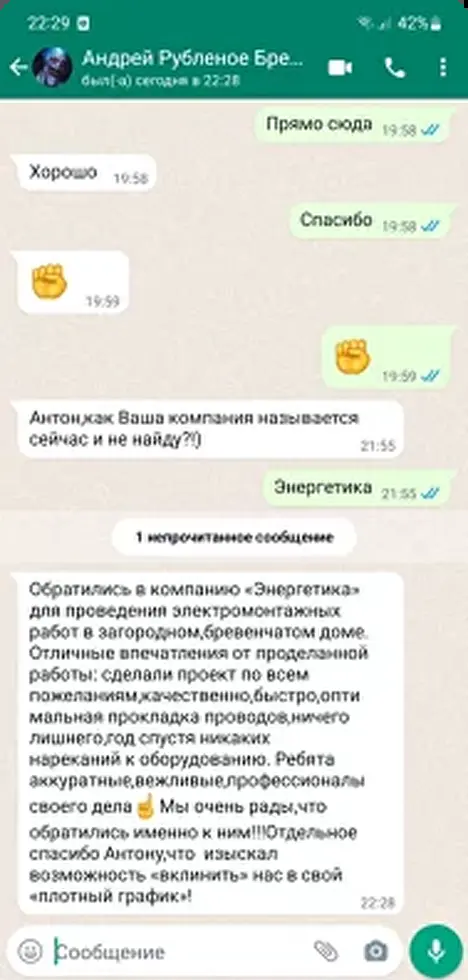 22:29 42%
Андрей Рубленое Бре...
был(-а) сегодня в 22:28
Прямо сюда 19:58
Хорошо 19:58
Спасибо 19:58
19:59
19:59
Антон,как Ваша компания называется
сейчас и не найду?!)
21:55
Энергетика 21:55
1 непрочитанное сообщение
Обратились в компанию «Энергетика»
для проведения электромонтажных
работ в загородном,бревенчатом доме.
Отличные впечатления от проделанной
работы: сделали проект по всем
пожеланиям,качественно,быстро,опти
мальная прокладка проводов,ничего
лишнего,год спустя никаких
нареканий к оборудованию. Ребята
аккуратные,вежливые,профессионалы
своего дела☝️Мы очень рады,что
обратились именно к ним!!!Отдельное
спасибо Антону,что изыскал
возможность «вклинить» нас в свой
«плотный график»!
22:28
Сообщение